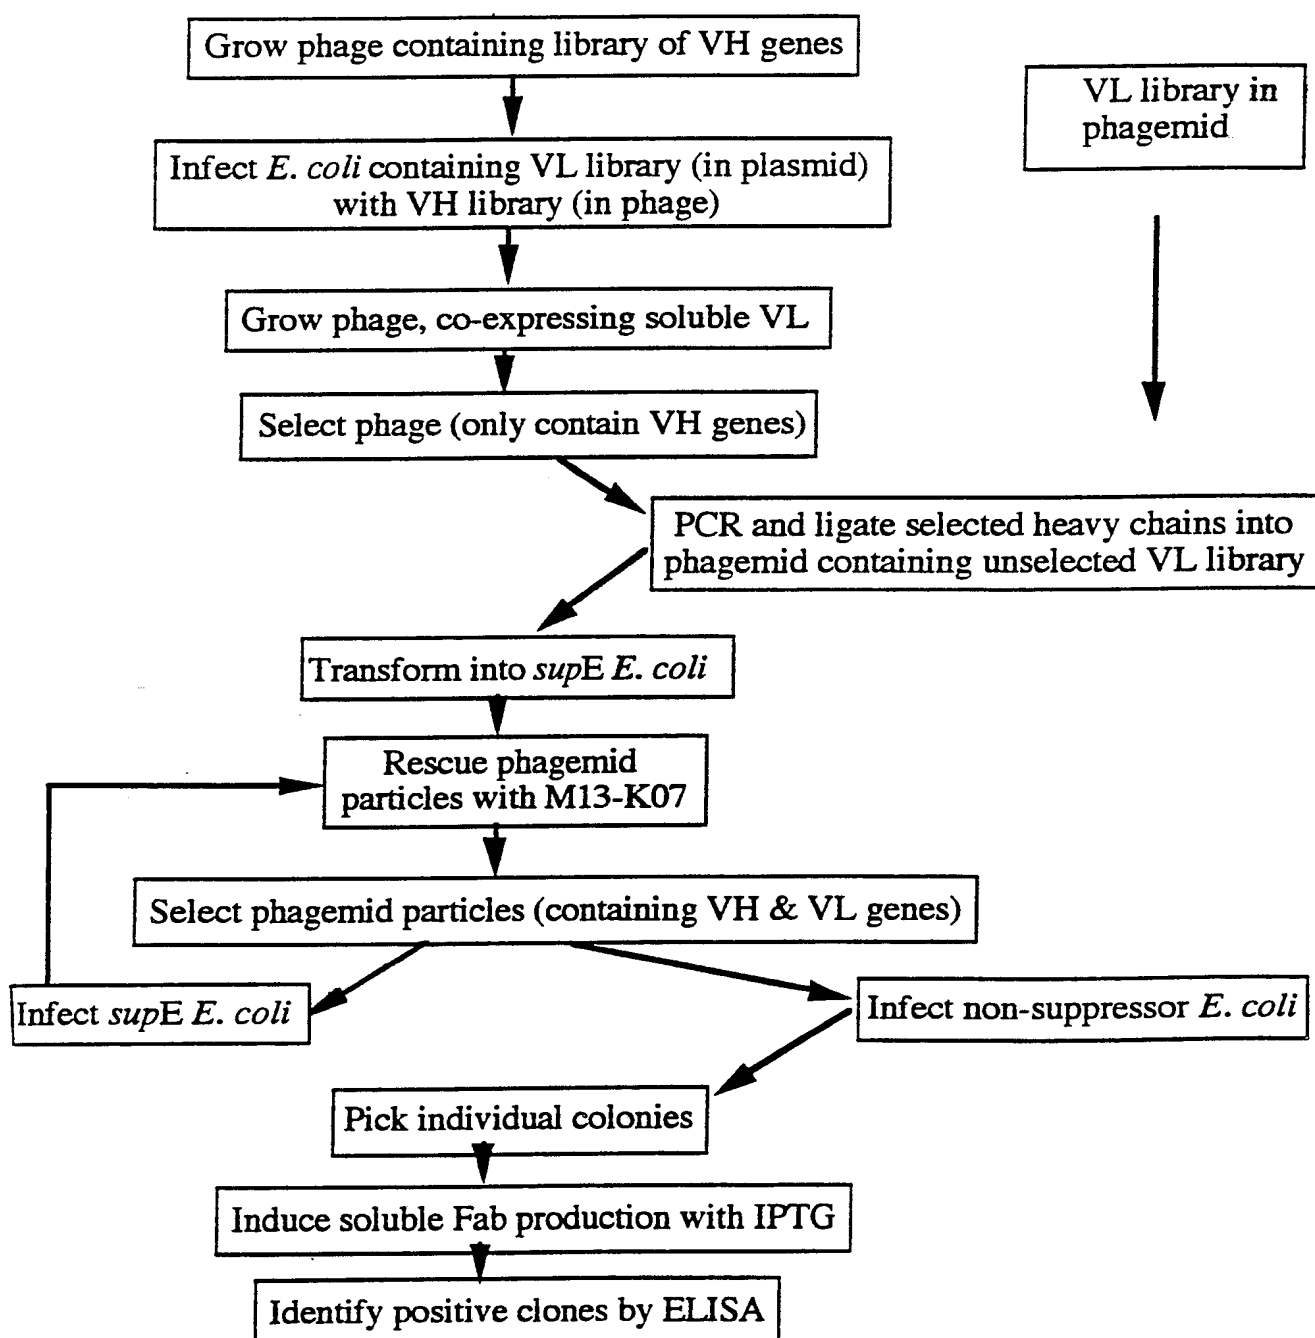 Grow phage containing library of VH genes
VL library in
phagemid
Infect E. coli containing VL library (in plasmid)
with VH library (in phage)
Grow phage, co-expressing soluble VL
Select phage (only contain VH genes)
PCR and ligate selected heavy chains into
phagemid containing unselected VL library
Transform into supE E. coli
Rescue phagemid
particles with M13-K07
Select phagemid particles (containing VH & VL genes)
Infect supE E. coli
Infect non-suppressor E. coli
Pick individual colonies
Induce soluble Fab production with IPTG
Identify positive clones by ELISA